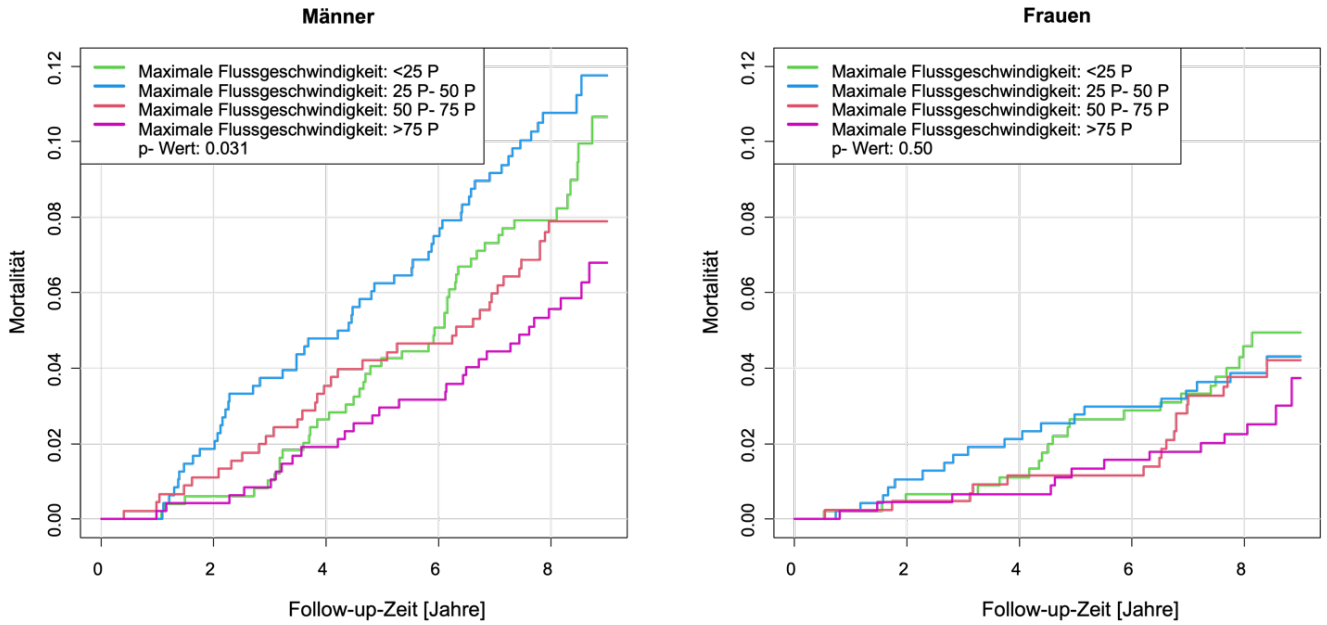 Männer
Maximale Flussgeschwindigkeit: <25 P
Maximale Flussgeschwindigkeit: 25 P- 50 P
Maximale Flussgeschwindigkeit: 50 P- 75 P
Maximale Flussgeschwindigkeit: >75 P
p- Wert: 0.031
Mortalität
0.12
0.10
0.08
0.06
0.04
0.02
0.00
0 2 4 6 8
Follow-up-Zeit [Jahre]
Frauen
Maximale Flussgeschwindigkeit: <25 P
Maximale Flussgeschwindigkeit: 25 P- 50 P
Maximale Flussgeschwindigkeit: 50 P- 75 P
Maximale Flussgeschwindigkeit: >75 P
p- Wert: 0.50
Mortalität
0.12
0.10
0.08
0.06
0.04
0.02
0.00
0 2 4 6 8
Follow-up-Zeit [Jahre]